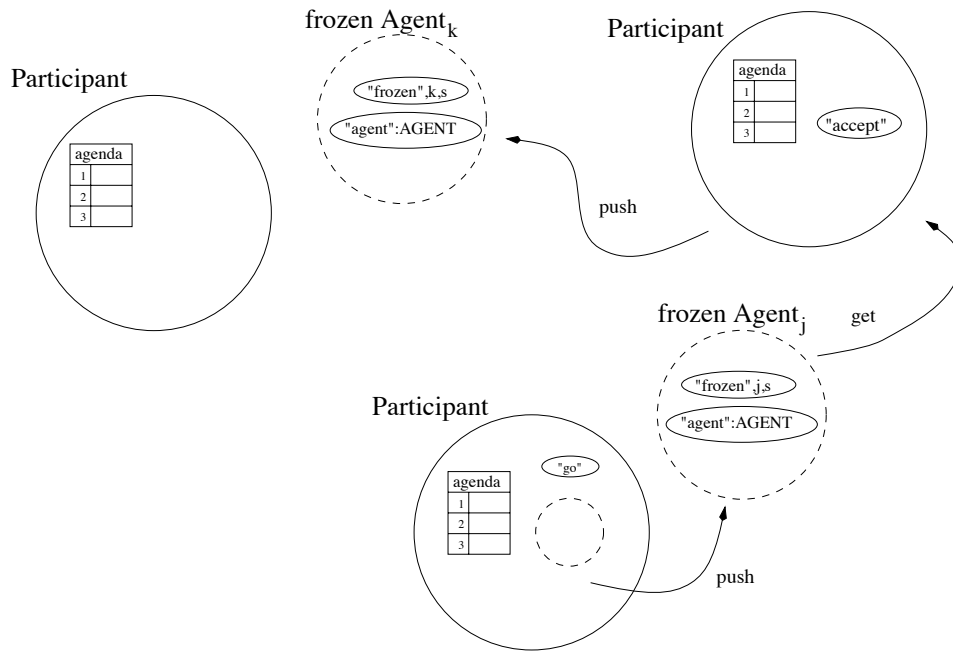 frozen Agent_k
"frozen",k,s
"agent":AGENT
Participant
agenda
1
2
3
"accept"
Participant
agenda
1
2
3
push
frozen Agent_j
"frozen",j,s
"agent":AGENT
get
Participant
"go"
agenda
1
2
3
push